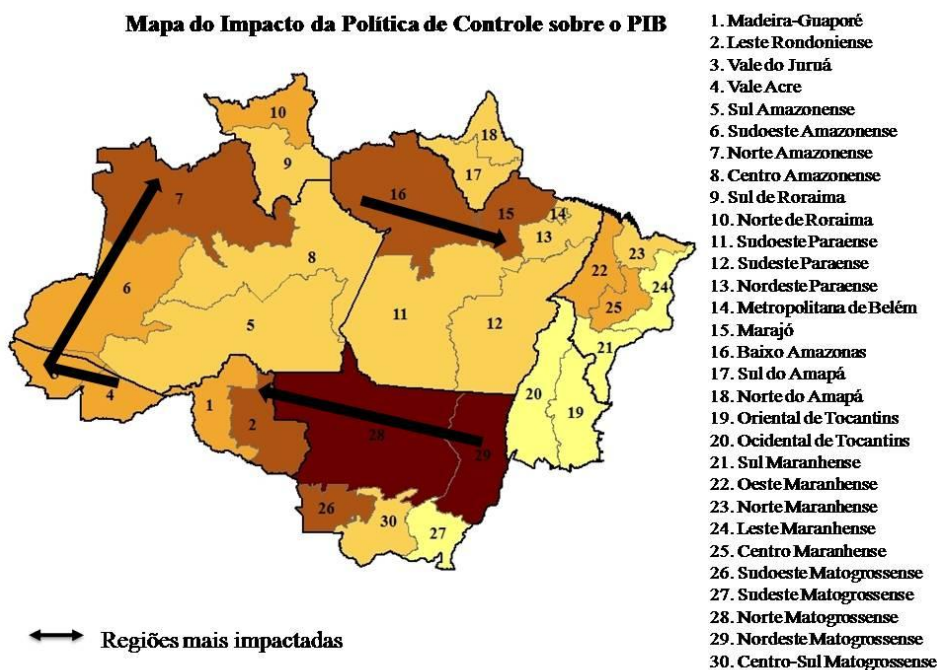 Mapa do Impacto da Política de Controle sobre o PIB
1. Madeira-Guaporé
2. Leste Rondoniense
3. Vale do Juruá
4. Vale Acre
5. Sul Amazonense
6. Sudoeste Amazonense
7. Norte Amazonense
8. Centro Amazonense
9. Sul de Roraima
10. Norte de Roraima
11. Sudoeste Paraense
12. Sudeste Paraense
13. Nordeste Paraense
14. Metropolitana de Belém
15. Marajó
16. Baixo Amazonas
17. Sul do Amapá
18. Norte do Amapá
19. Oriental de Tocantins
20. Ocidental de Tocantins
21. Sul Maranhense
22. Oeste Maranhense
23. Norte Maranhense
24. Leste Maranhense
25. Centro Maranhense
26. Sudoeste Matogrossense
27. Sudeste Matogrossense
28. Norte Matogrossense
29. Nordeste Matogrossense
30. Centro-Sul Matogrossense
10
18
9
17
7
16
15
14
13
8
23
22
24
6
25
11
12
5
21
20
19
4
1
2
28
29
26
30
27
Regiões mais impactadas